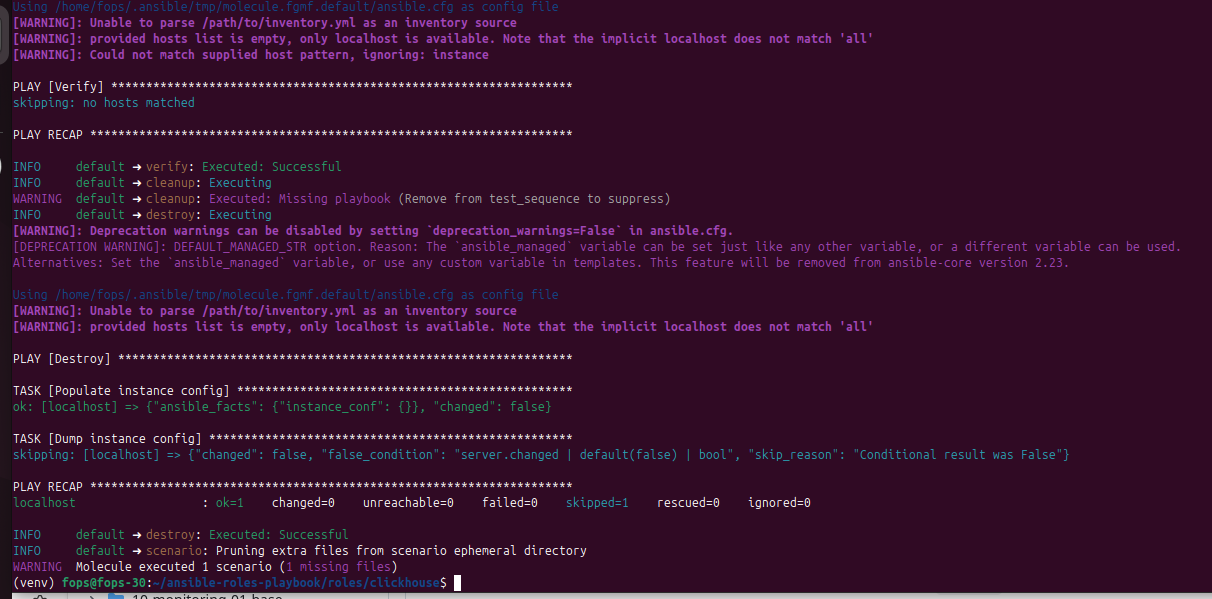 Using /home/fops/.ansible/tmp/molecule.fgmf.default/ansible.cfg as config file
[WARNING]: Unable to parse /path/to/inventory.yml as an inventory source
[WARNING]: provided hosts list is empty, only localhost is available. Note that the implicit localhost does not match 'all'
[WARNING]: Could not match supplied host pattern, ignoring: instance
PLAY [Verify] ******************************************************************
skipping: no hosts matched
PLAY RECAP *********************************************************************
INFO     default ➜ verify: Executed: Successful
INFO     default ➜ cleanup: Executing
WARNING  default ➜ cleanup: Executed: Missing playbook (Remove from test_sequence to suppress)
INFO     default ➜ destroy: Executing
[WARNING]: Deprecation warnings can be disabled by setting `deprecation_warnings=False` in ansible.cfg.
[DEPRECATION WARNING]: DEFAULT_MANAGED_STR option. Reason: The `ansible_managed` variable can be set just like any other variable, or a different variable can be used.
Alternatives: Set the `ansible_managed` variable, or use any custom variable in templates. This feature will be removed from ansible-core version 2.23.
Using /home/fops/.ansible/tmp/molecule.fgmf.default/ansible.cfg as config file
[WARNING]: Unable to parse /path/to/inventory.yml as an inventory source
[WARNING]: provided hosts list is empty, only localhost is available. Note that the implicit localhost does not match 'all'
PLAY [Destroy] *****************************************************************
TASK [Populate instance config] ************************************************
ok: [localhost] => {"ansible_facts": {"instance_conf": {}}, "changed": false}
TASK [Dump instance config] ****************************************************
skipping: [localhost] => {"changed": false, "false_condition": "server.changed | default(false) | bool", "skip_reason": "Conditional result was False"}
PLAY RECAP *********************************************************************
localhost                  : ok=1    changed=0    unreachable=0    failed=0    skipped=1    rescued=0    ignored=0
INFO     default ➜ destroy: Executed: Successful
INFO     default ➜ scenario: Pruning extra files from scenario ephemeral directory
WARNING  Molecule executed 1 scenario (1 missing files)
(venv) fops@fops-30:~/ansible-roles-playbook/roles/clickhouse$